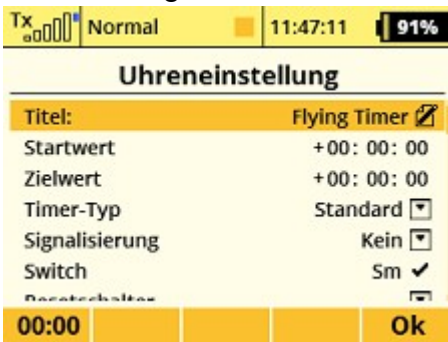 Tx Normal 11:47:11 91%
Uhreneinstellung
Titel: Flying Timer
Startwert +00: 00: 00
Zielwert +00: 00: 00
Timer-Typ Standard
Signalisierung Kein
Switch Sm
00:00 Ok